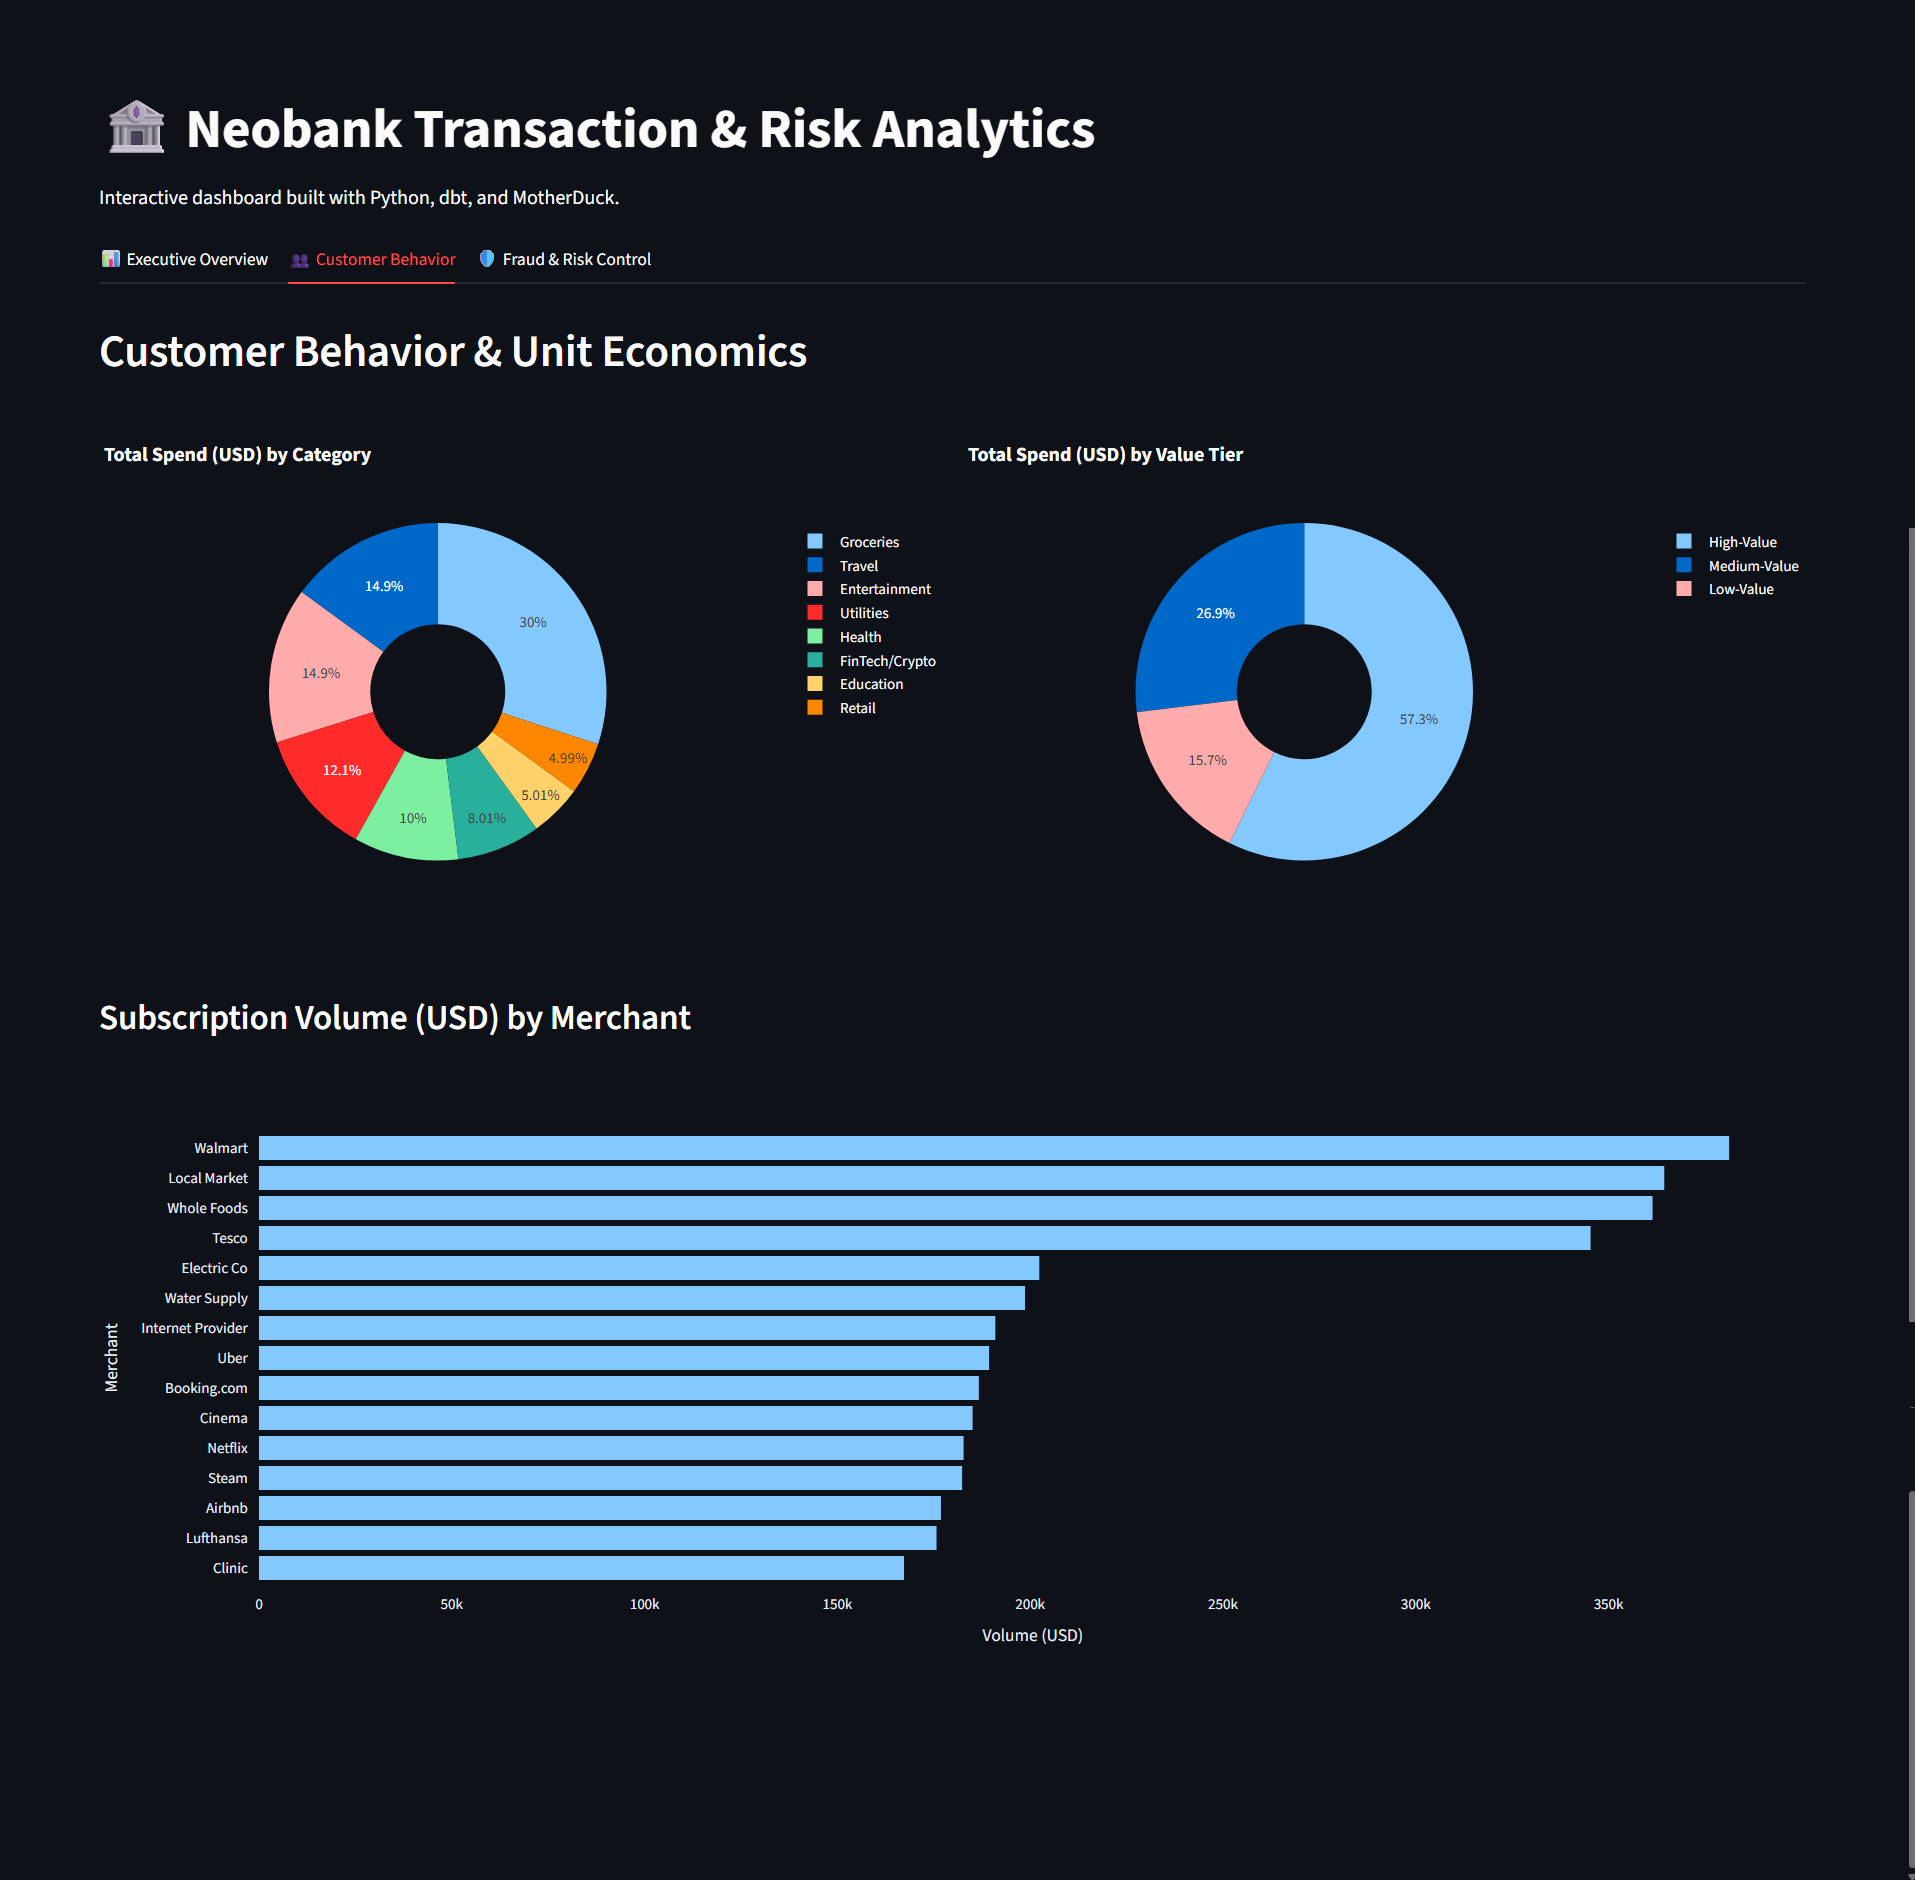 Neobank Transaction & Risk Analytics
Interactive dashboard built with Python, dbt, and MotherDuck.
Executive Overview
Customer Behavior
Fraud & Risk Control
Customer Behavior & Unit Economics
Total Spend (USD) by Category
14.9%
30%
14.9%
12.1%
10%
8.01%
5.01%
4.99%
Groceries
Travel
Entertainment
Utilities
Health
FinTech/Crypto
Education
Retail
Total Spend (USD) by Value Tier
26.9%
57.3%
15.7%
High-Value
Medium-Value
Low-Value
Subscription Volume (USD) by Merchant
Merchant
Walmart
Local Market
Whole Foods
Tesco
Electric Co
Water Supply
Internet Provider
Uber
Booking.com
Cinema
Netflix
Steam
Airbnb
Lufthansa
Clinic
0 50k 100k 150k 200k 250k 300k 350k
Volume (USD)